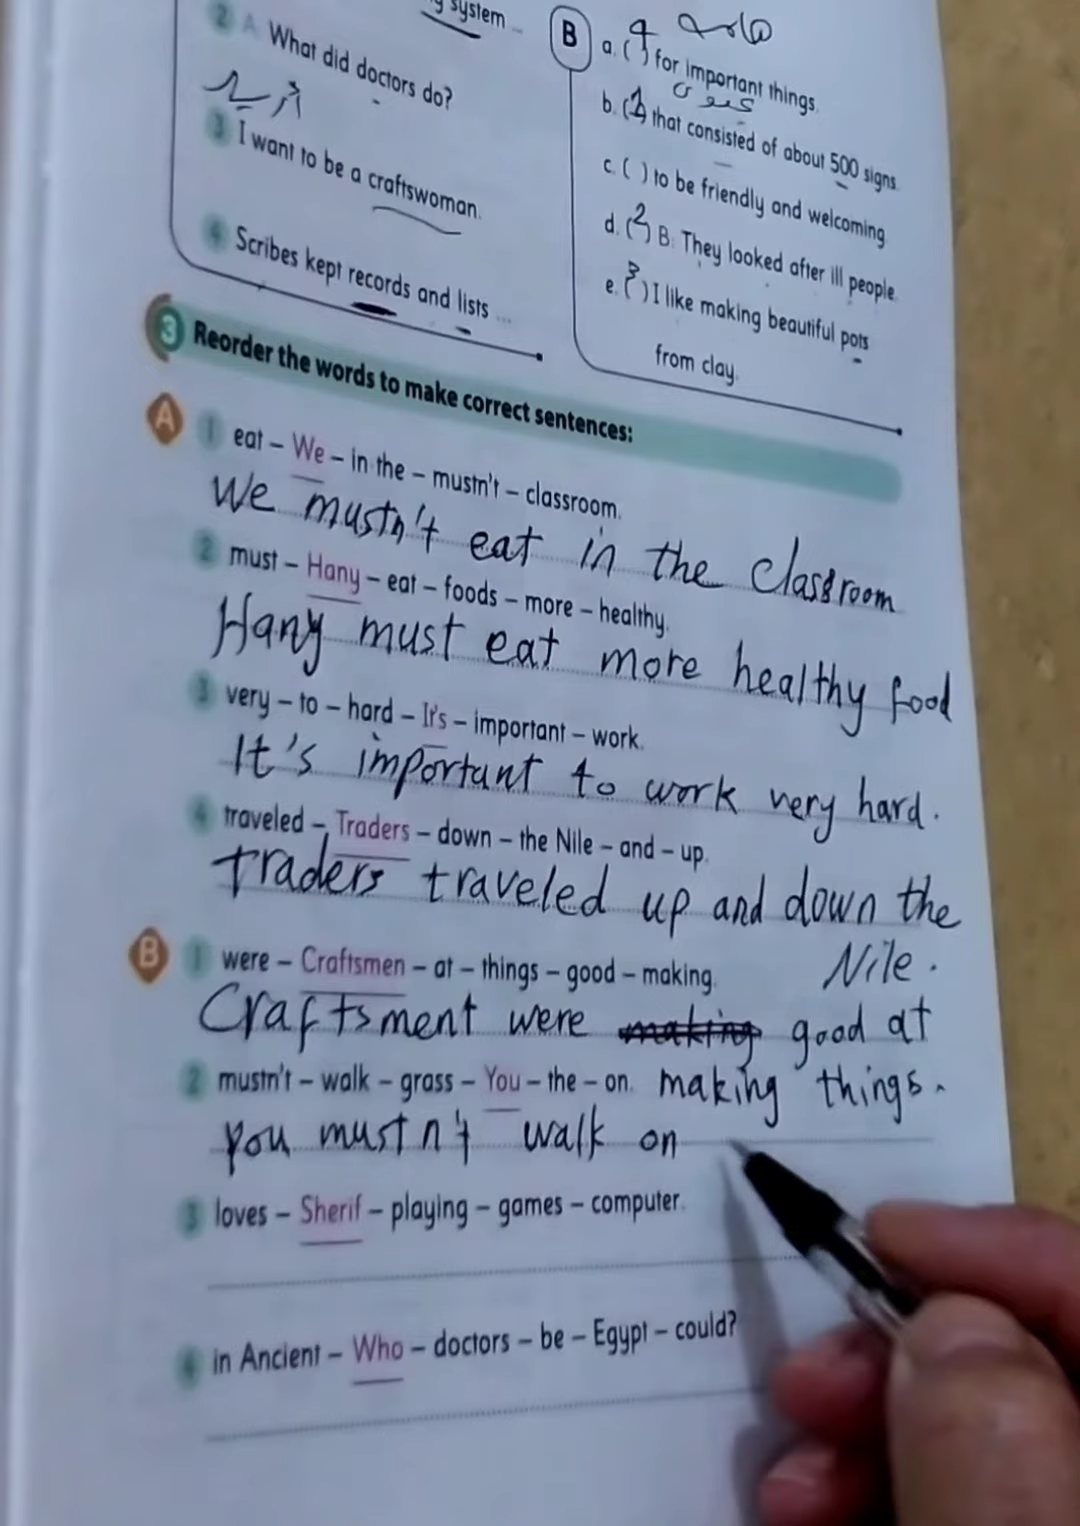 system ...
2 A. What did doctors do?
3 I want to be a craftswoman.
4 Scribes kept records and lists ...
B
a. (4) for important things.
b. (1) that consisted of about 500 signs.
c. ( ) to be friendly and welcoming
d. (2) B: They looked after ill people.
e. (3) I like making beautiful pots
from clay.
3 Reorder the words to make correct sentences:
A 1 eat – We – in the – mustn't – classroom.
We mustn't eat in the classroom
2 must – Hany – eat – foods – more – healthy.
Hany must eat more healthy food
3 very – to – hard – It's – important – work.
It's important to work very hard.
4 traveled – Traders – down – the Nile – and – up.
Traders traveled up and down the
Nile.
B 1 were – Craftsmen – at – things – good – making.
Craftsment were making good at
making things.
2 mustn't – walk – grass – You – the – on.
you mustn't walk on
3 loves – Sherif – playing – games – computer.
4 in Ancient – Who – doctors – be – Egypt – could?